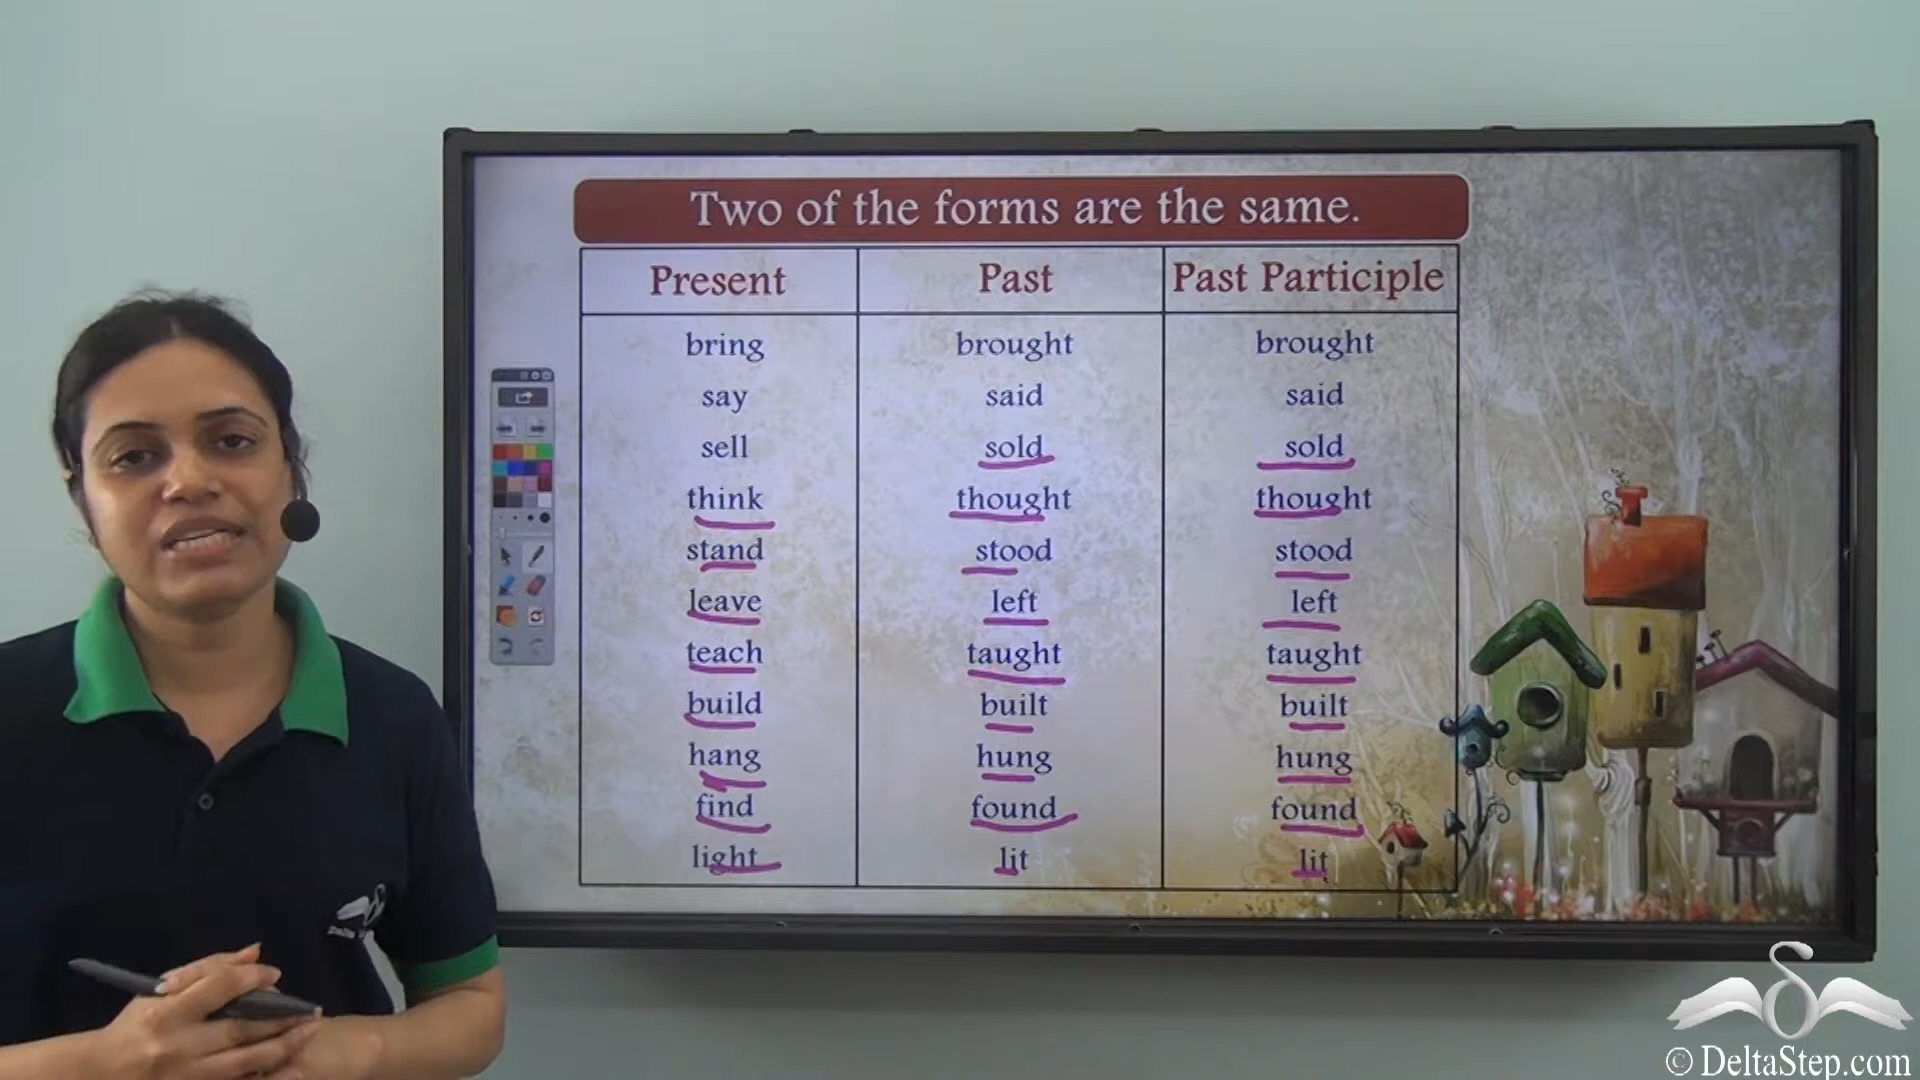 Two of the forms are the same.
Present Past Past Participle
bring brought brought
say said said
sell sold sold
think thought thought
stand stood stood
leave left left
teach taught taught
build built built
hang hung hung
find found found
light lit lit
© DeltaStep.com